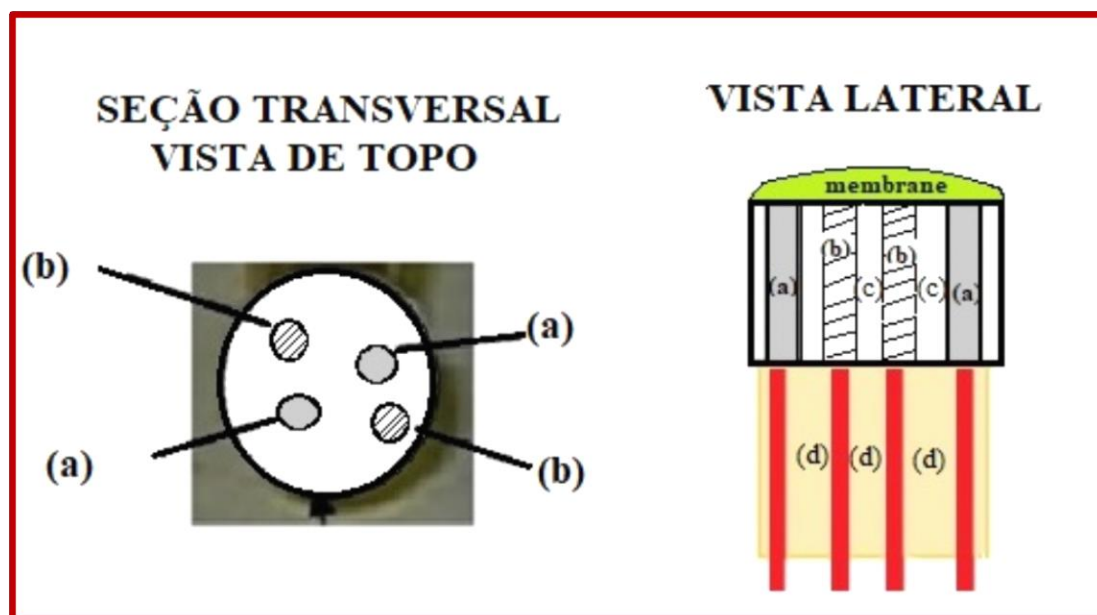 SEÇÃO TRANSVERSAL
VISTA DE TOPO
(b)
(a)
(a)
(b)
VISTA LATERAL
membrane
(b)
(b)
(a)
(c)
(c)
(a)
(d)
(d)
(d)